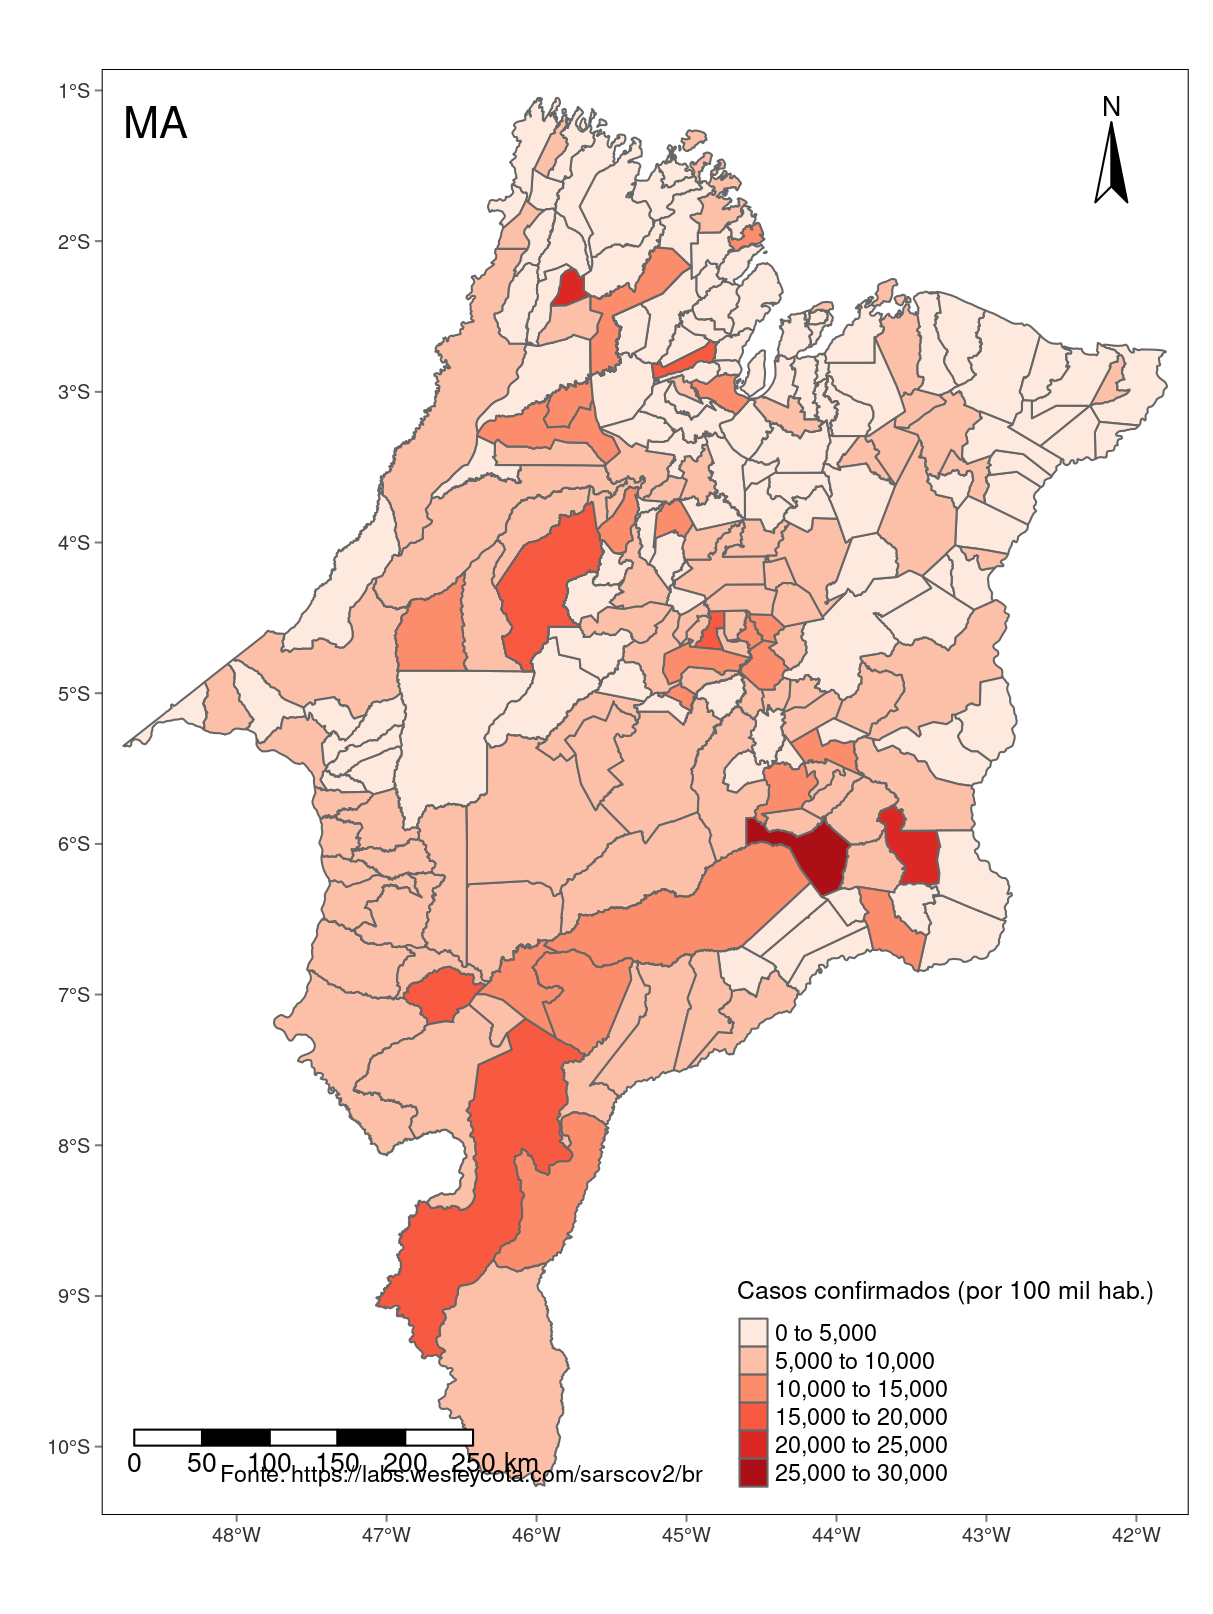 MA
N
1°S
2°S
3°S
4°S
5°S
6°S
7°S
8°S
9°S
10°S
Casos confirmados (por 100 mil hab.)
0 to 5,000
5,000 to 10,000
10,000 to 15,000
15,000 to 20,000
20,000 to 25,000
25,000 to 30,000
0 50 100 150 200 250 km
Fonte: https://labs.wesleycota.com/sarscov2/br
48°W 47°W 46°W 45°W 44°W 43°W 42°W